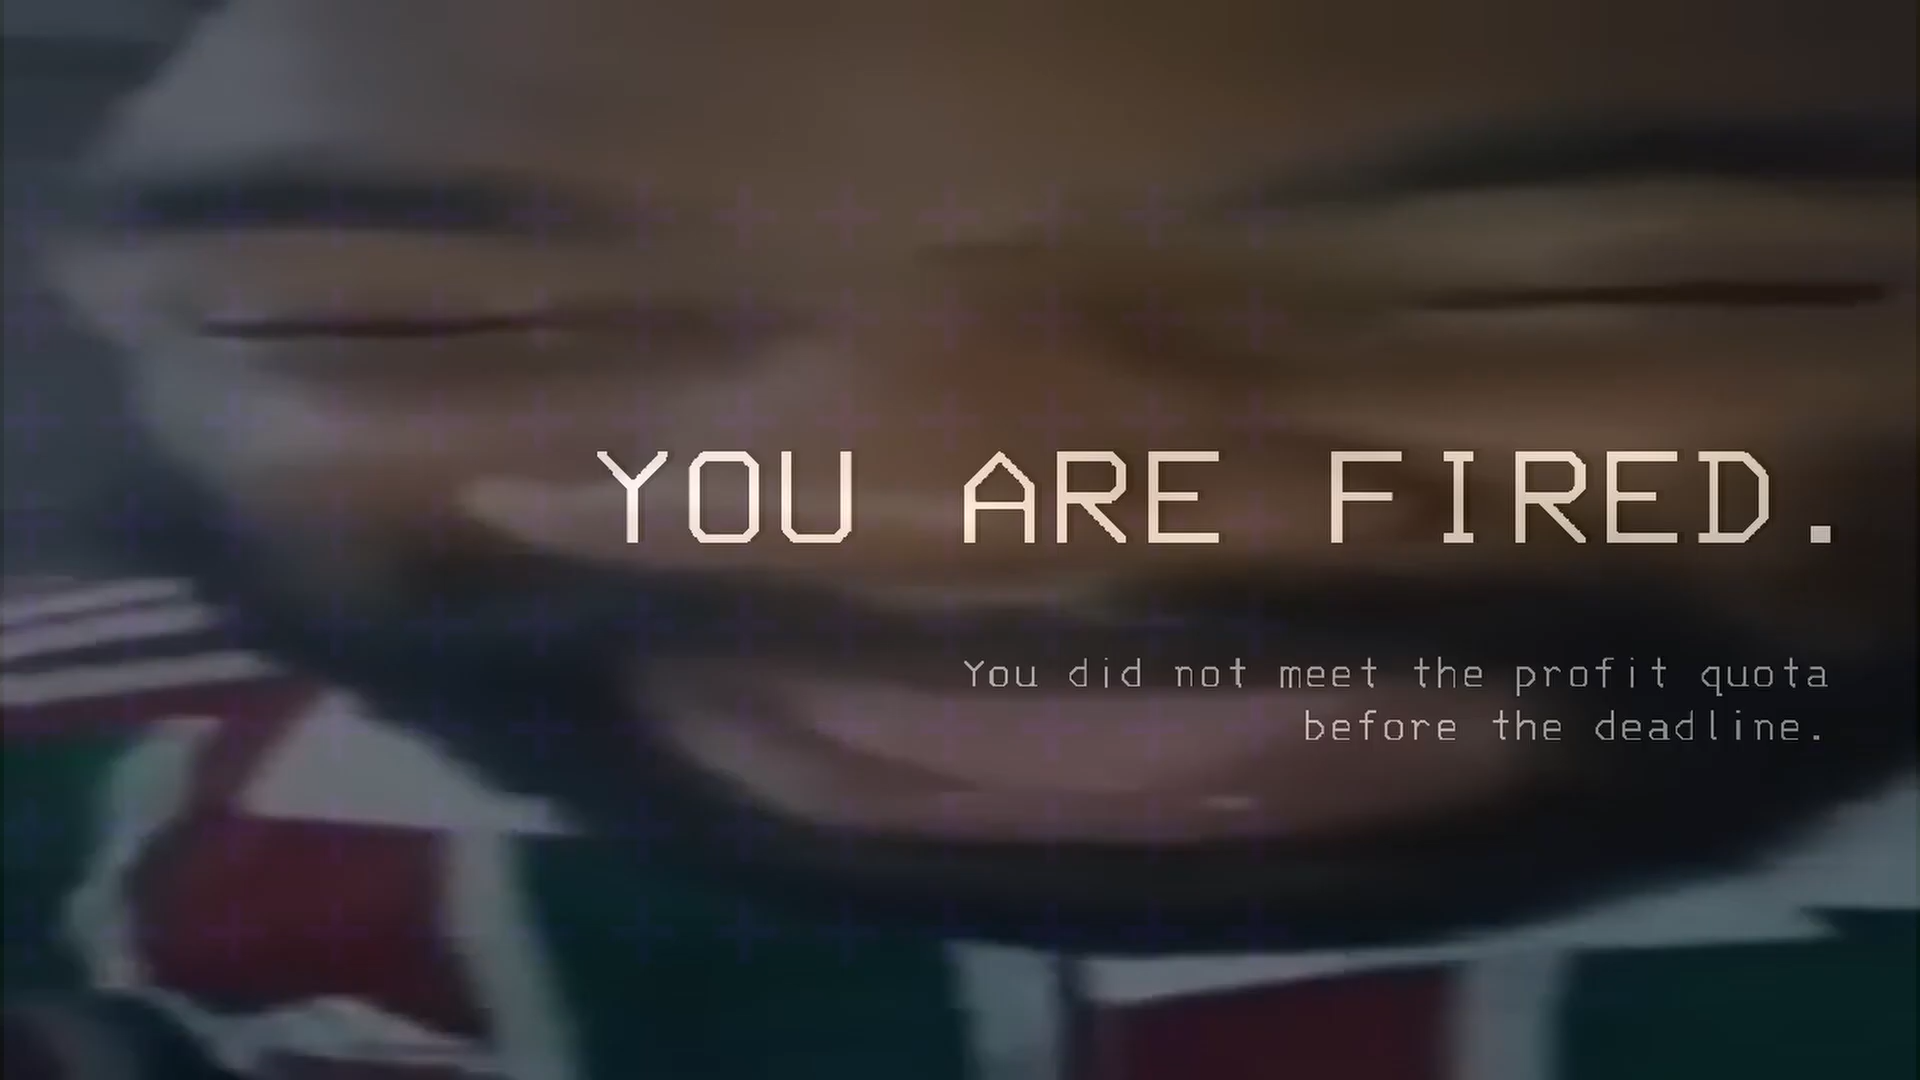 YOU ARE FIRED.
You did not meet the profit quota
before the deadline.